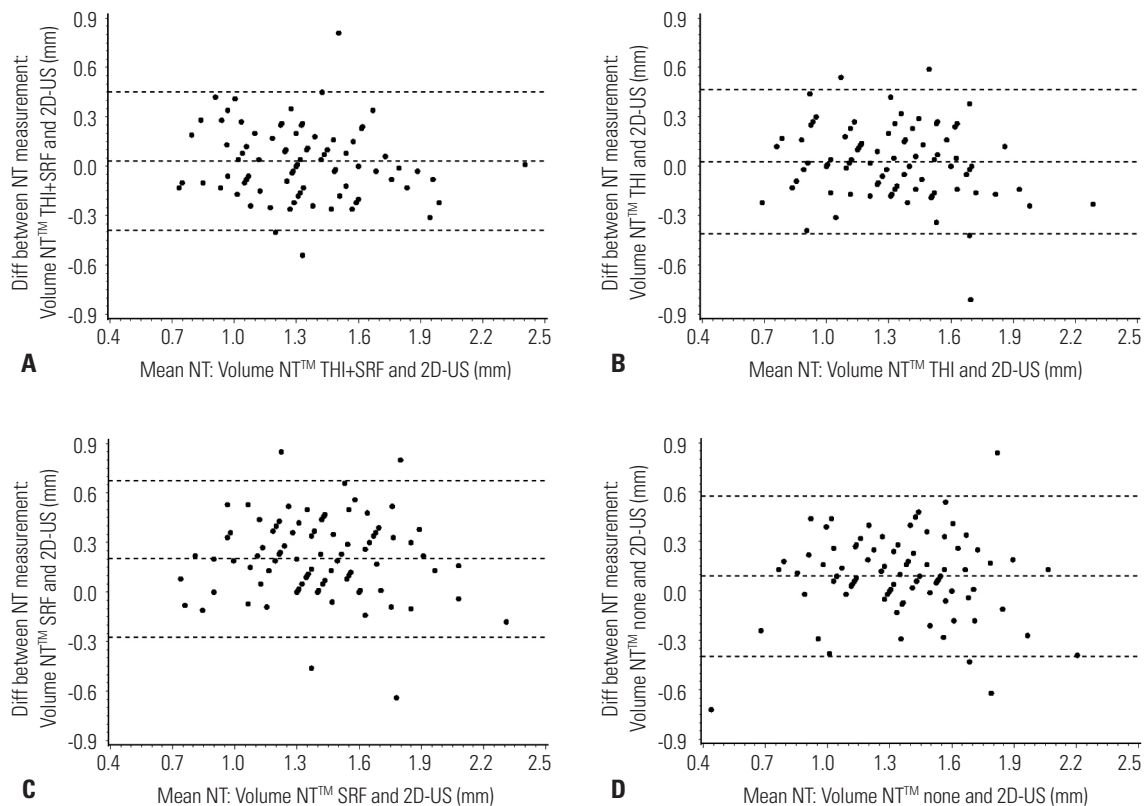 Diff between NT measurement:
Volume NT™ THI+SRF and 2D-US (mm)
0.9
0.6
0.3
0.0
-0.3
-0.6
-0.9
0.4 0.7 1.0 1.3 1.6 1.9 2.2 2.5
A
Mean NT: Volume NT™ THI+SRF and 2D-US (mm)
Diff between NT measurement:
Volume NT™ THI and 2D-US (mm)
0.9
0.6
0.3
0.0
-0.3
-0.6
-0.9
0.4 0.7 1.0 1.3 1.6 1.9 2.2 2.5
B
Mean NT: Volume NT™ THI and 2D-US (mm)
Diff between NT measurement:
Volume NT™ SRF and 2D-US (mm)
0.9
0.6
0.3
0.0
-0.3
-0.6
-0.9
0.4 0.7 1.0 1.3 1.6 1.9 2.2 2.5
C
Mean NT: Volume NT™ SRF and 2D-US (mm)
Diff between NT measurement:
Volume NT™ none and 2D-US (mm)
0.9
0.6
0.3
0.0
-0.3
-0.6
-0.9
0.4 0.7 1.0 1.3 1.6 1.9 2.2 2.5
D
Mean NT: Volume NT™ none and 2D-US (mm)